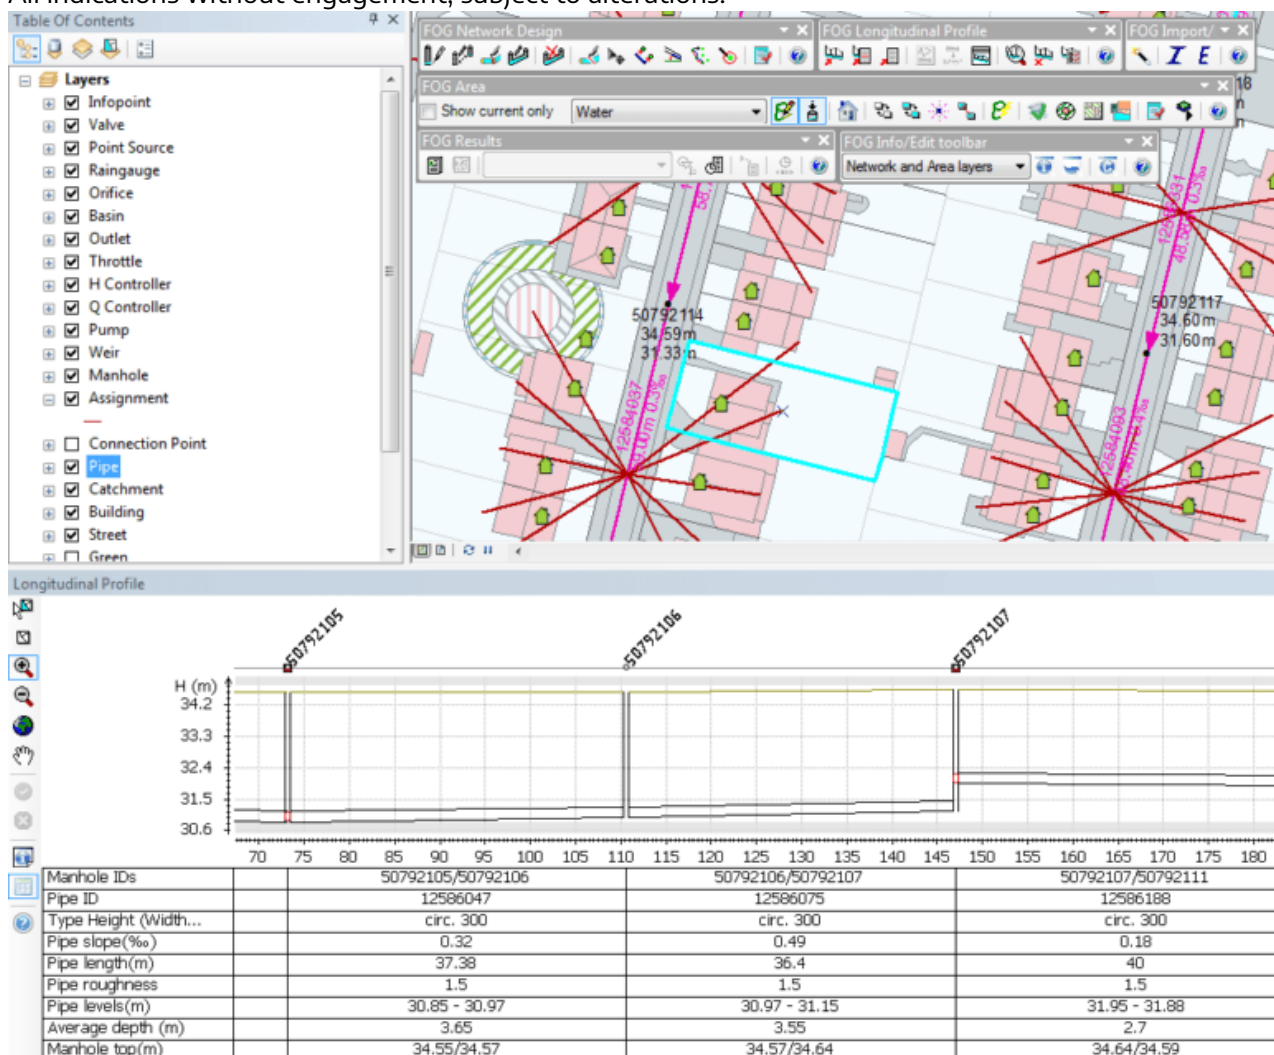 All indications without engagement, subject to alterations.
Table Of Contents
Layers
Infopoint
Valve
Point Source
Raingauge
Orifice
Basin
Outlet
Throttle
H Controller
Q Controller
Pump
Weir
Manhole
Assignment
Connection Point
Pipe
Catchment
Building
Street
Green
FOG Network Design
FOG Longitudinal Profile
FOG Import/
FOG Area
Show current only
Water
FOG Results
FOG Info/Edit toolbar
Network and Area layers
50792114
34.59m
31.33m
12584037
0.3‰
50792117
34.60m
31.60m
12584093
Longitudinal Profile
50792105
50792106
50792107
H (m)
34.2
33.3
32.4
31.5
30.6
70 75 80 85 90 95 100 105 110 115 120 125 130 135 140 145 150 155 160 165 170 175 180
Manhole IDs 50792105/50792106 50792106/50792107 50792107/50792111
Pipe ID 12586047 12586075 12586188
Type Height (Width... circ. 300 circ. 300 circ. 300
Pipe slope(‰) 0.32 0.49 0.18
Pipe length(m) 37.38 36.4 40
Pipe roughness 1.5 1.5 1.5
Pipe levels(m) 30.85 - 30.97 30.97 - 31.15 31.95 - 31.88
Average depth (m) 3.65 3.55 2.7
Manhole top(m) 34.55/34.57 34.57/34.64 34.64/34.59